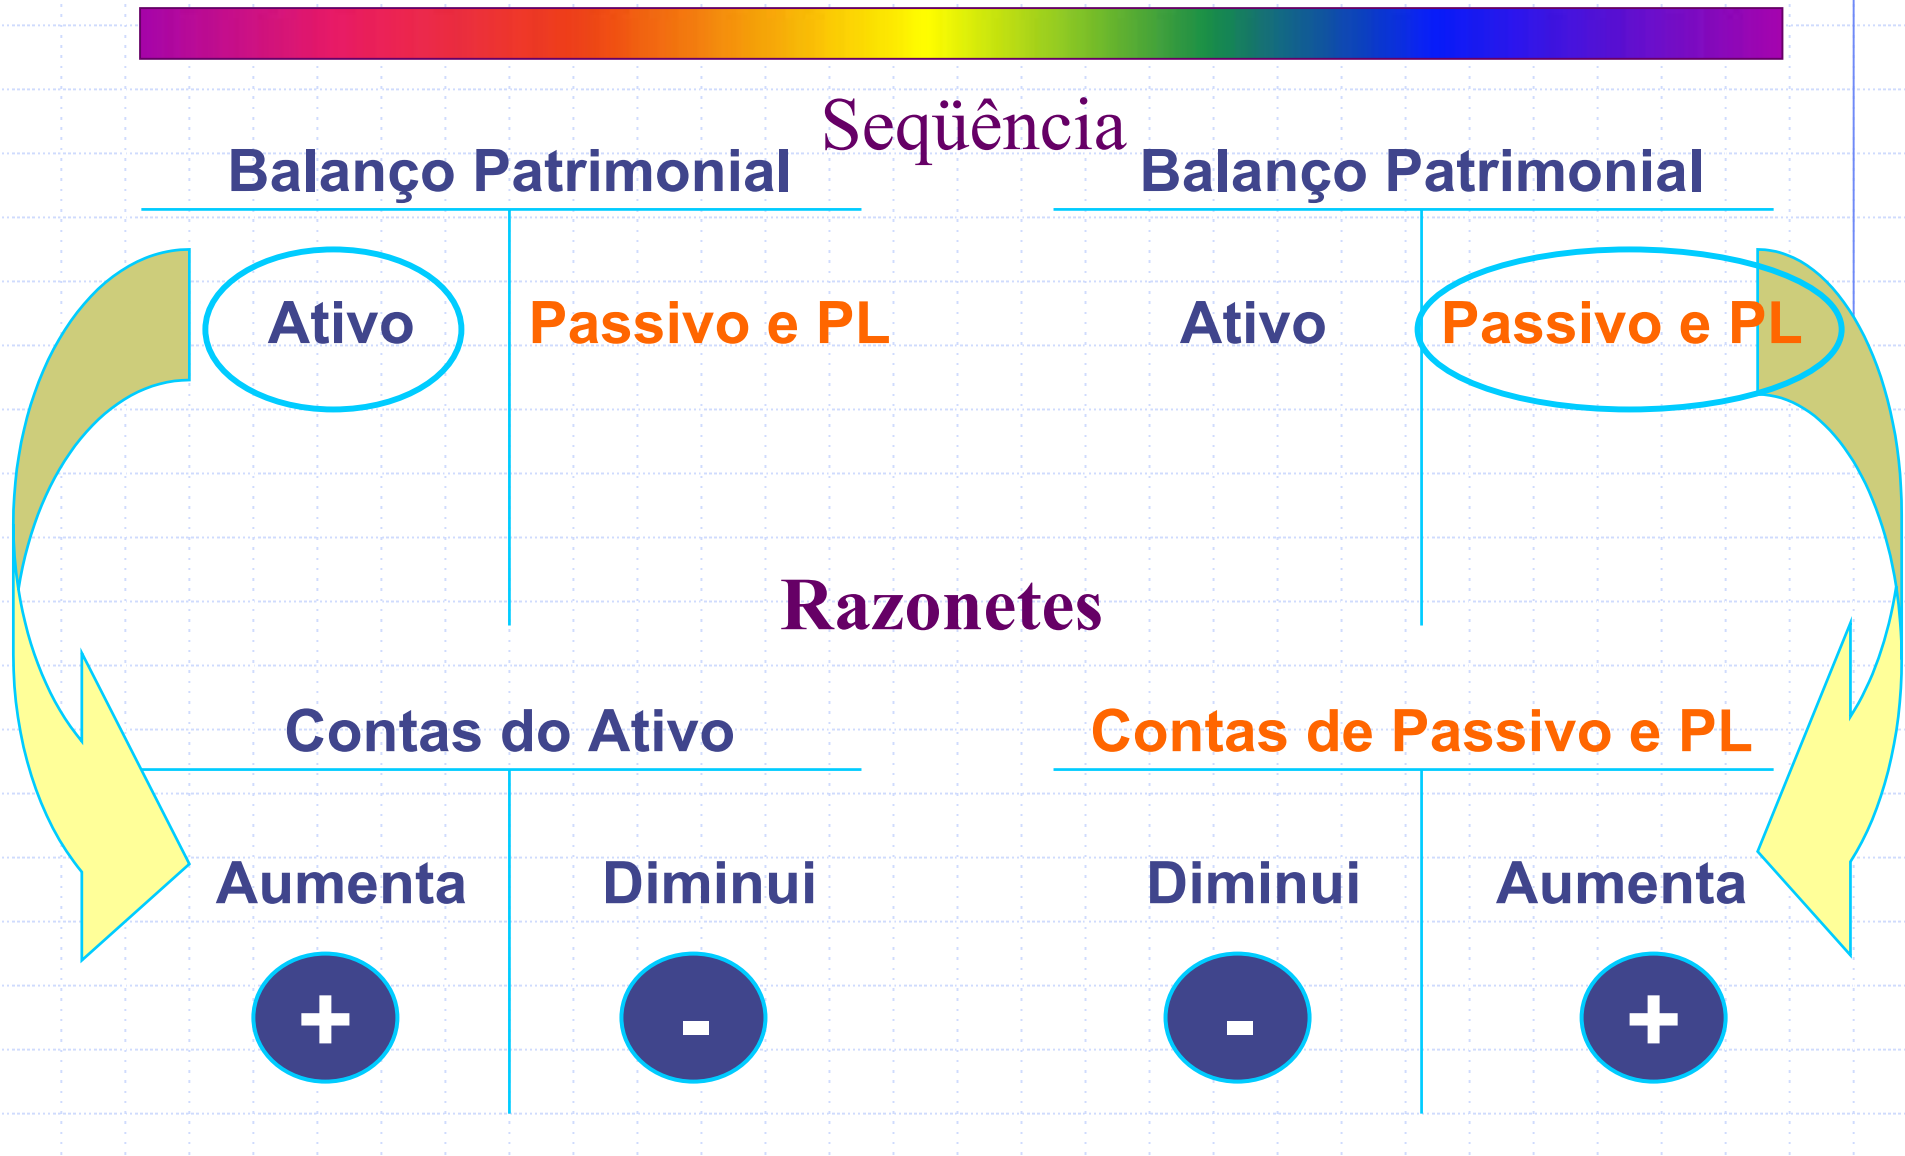 Seqüência
Balanço Patrimonial
Balanço Patrimonial
Ativo
Passivo e PL
Ativo
Passivo e PL
Razonetes
Contas do Ativo
Contas de Passivo e PL
Aumenta
Diminui
Diminui
Aumenta
+
-
-
+